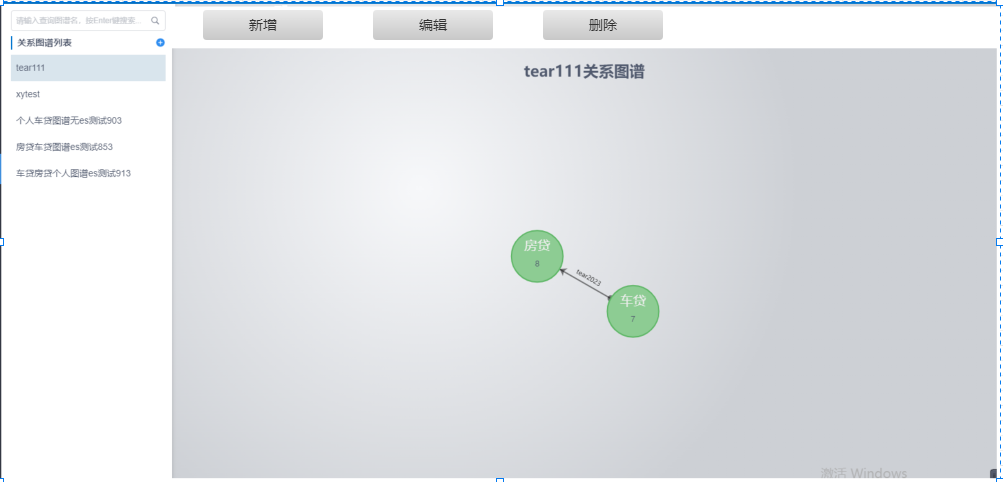 请输入查询图谱名，按Enter键搜索...
新增
编辑
删除
关系图谱列表
tear111
xytest
个人车贷图谱无es测试903
房贷车贷图谱es测试853
车贷房贷个人图谱es测试913
tear111关系图谱
房贷
8
tear2023
车贷
7
激活 Windows